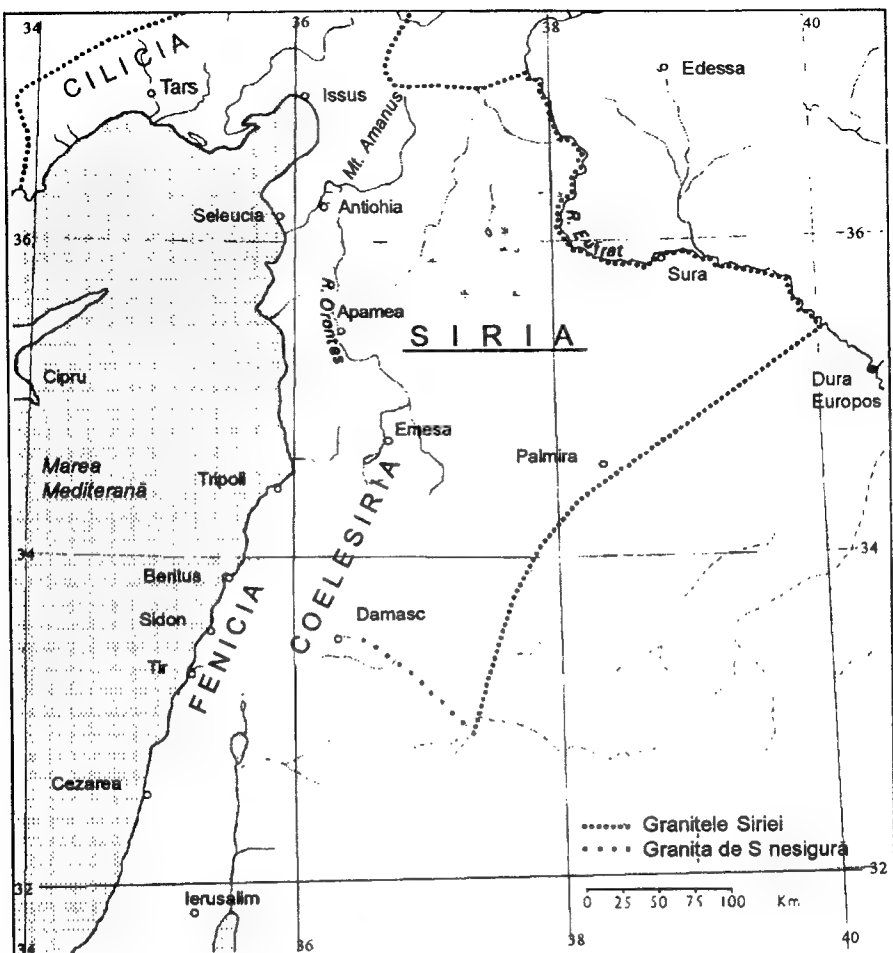 34
36
38
40
CILICIA
Tars
Issus
Edessa
Mt. Amanus
Seleucia
Antiohia
36
36
R. Eufrat
Sura
R. Orontes
Apamea
SIRIA
Cipru
Dura
Europos
Emesa
Palmira
Marea
Mediterană
Tripoli
COELESIRIA
34
34
Beritus
FENICIA
Sidon
Damasc
Tir
Cezarea
Granitele Siriei
Granita de S nesigură
32
32
Ierusalim
0 25 50 75 100 Km.
34
36
38
40